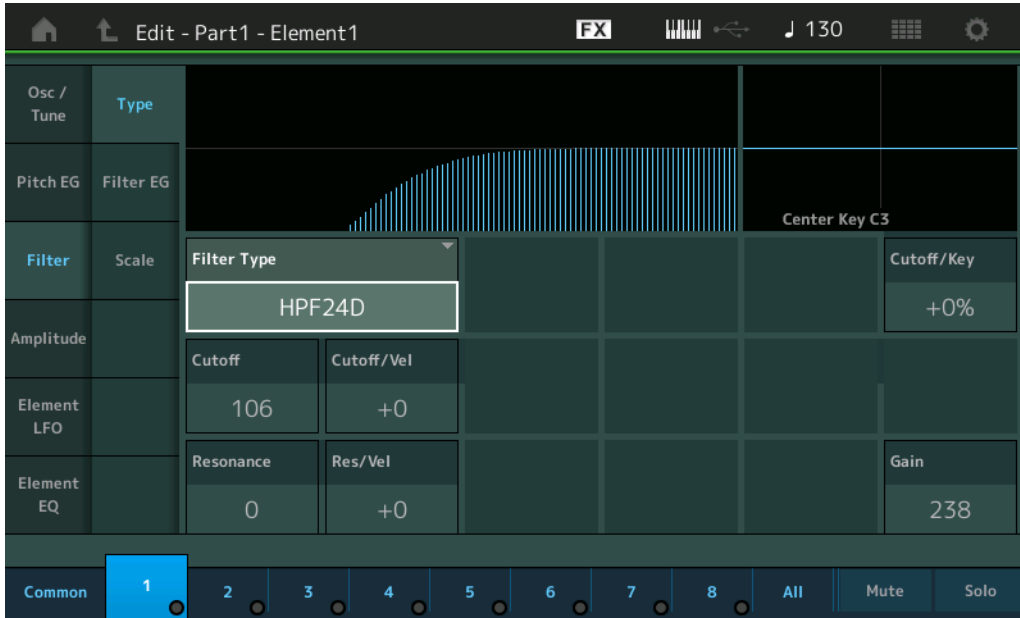 Edit - Part1 - Element1
FX
♩ 130
Osc /
Tune
Type
Pitch EG
Filter EG
Center Key C3
Filter
Scale
Filter Type
HPF24D
Cutoff/Key
+0%
Amplitude
Cutoff
106
Cutoff/Vel
+0
Element
LFO
Resonance
0
Res/Vel
+0
Gain
238
Element
EQ
Common
1
2
3
4
5
6
7
8
All
Mute
Solo